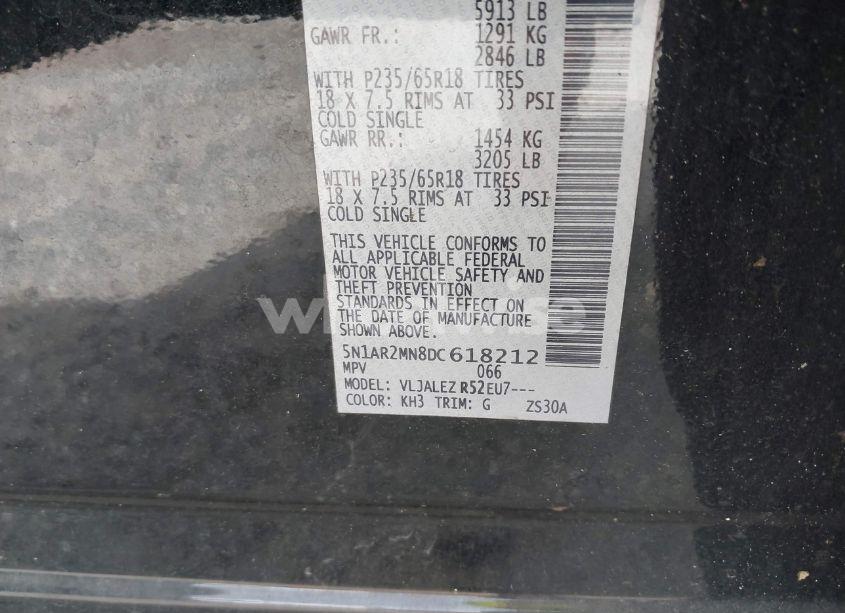 5913 LB
GAWR FR.: 1291 KG
2846 LB
WITH P235/65R18 TIRES
18 X 7.5 RIMS AT 33 PSI
COLD SINGLE
GAWR RR.: 1454 KG
3205 LB
WITH P235/65R18 TIRES
18 X 7.5 RIMS AT 33 PSI
COLD SINGLE
THIS VEHICLE CONFORMS TO
ALL APPLICABLE FEDERAL
MOTOR VEHICLE SAFETY AND
THEFT PREVENTION
STANDARDS IN EFFECT ON
THE DATE OF MANUFACTURE
SHOWN ABOVE.
5N1AR2MN8DC618212
MPV 066
MODEL: VLJALEZR52EU7---
COLOR: KH3 TRIM: G ZS30A